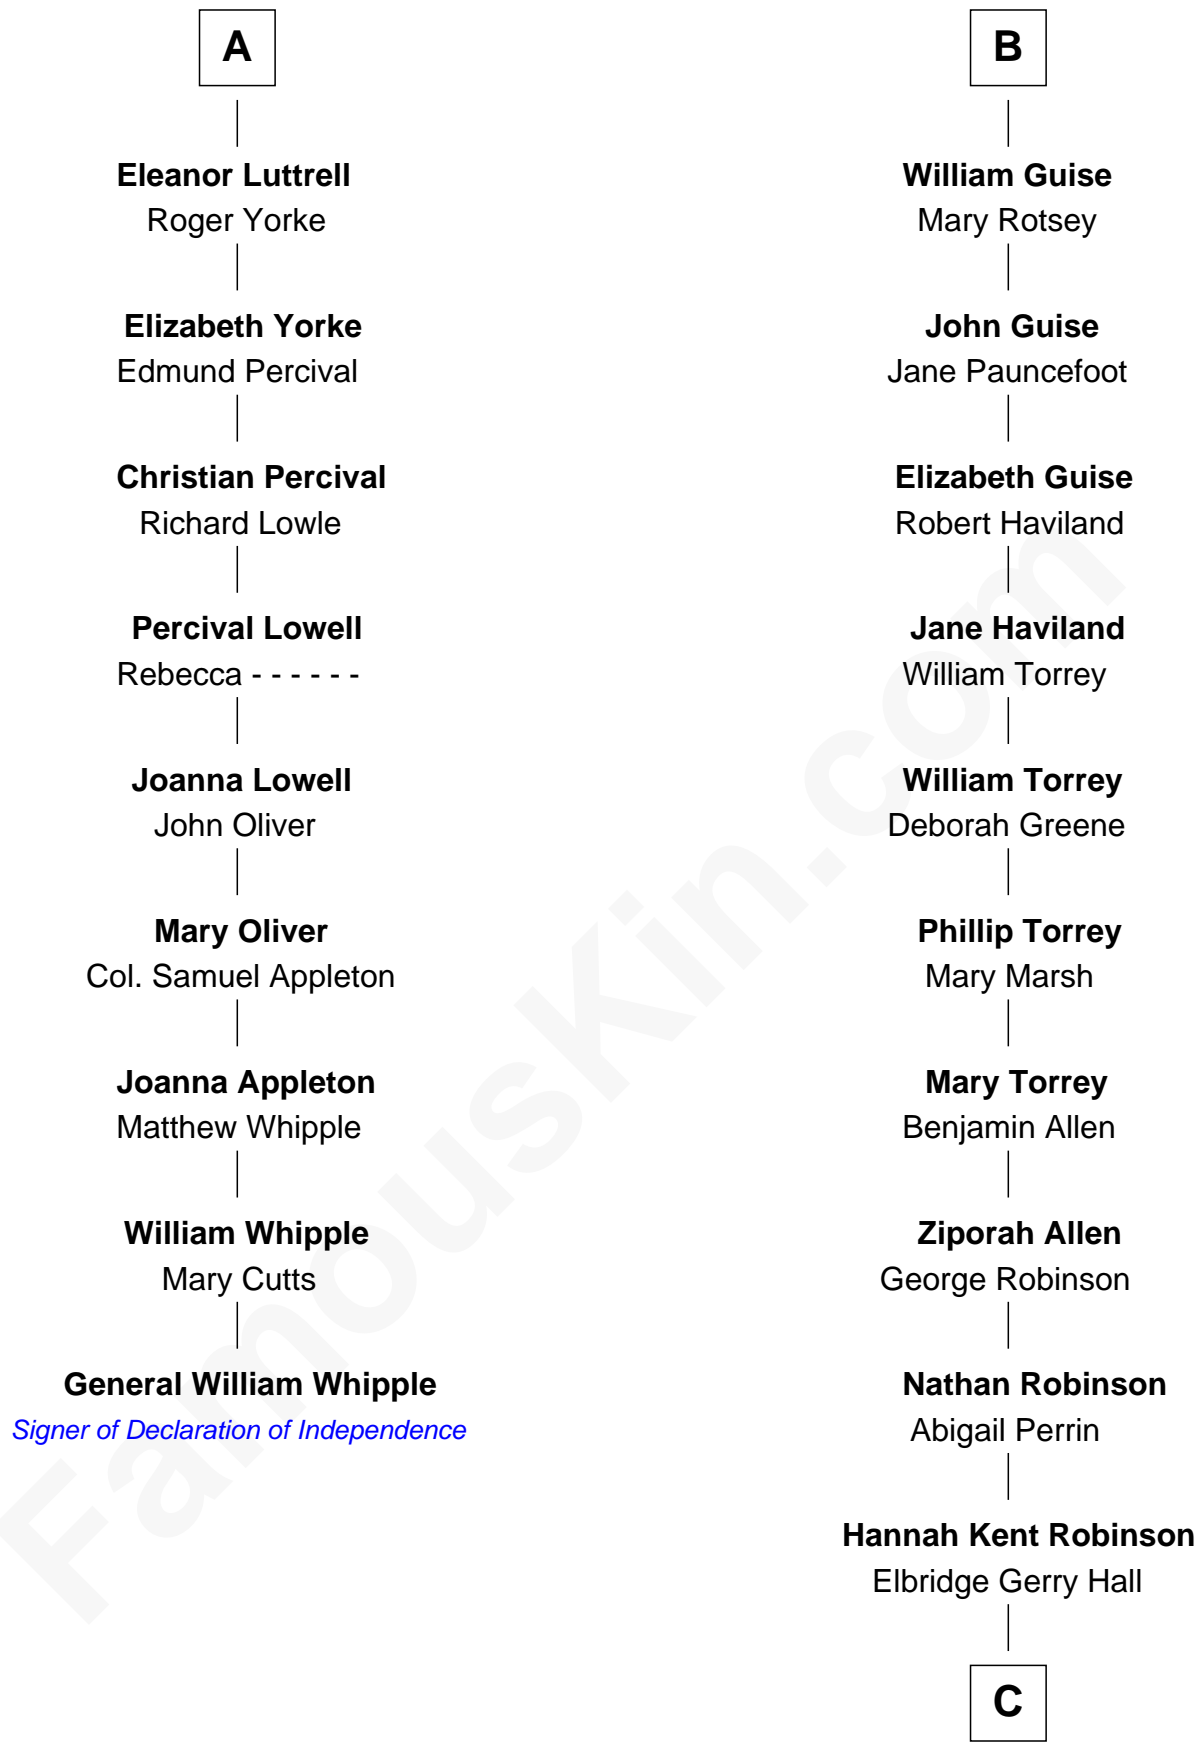 A
Eleanor Luttrell
Roger Yorke
Elizabeth Yorke
Edmund Percival
Christian Percival
Richard Lowle
Percival Lowell
Rebecca - - - - - -
Joanna Lowell
John Oliver
Mary Oliver
Col. Samuel Appleton
Joanna Appleton
Matthew Whipple
William Whipple
Mary Cutts
General William Whipple
Signer of Declaration of Independence
B
William Guise
Mary Rotsey
John Guise
Jane Pauncefoot
Elizabeth Guise
Robert Haviland
Jane Haviland
William Torrey
William Torrey
Deborah Greene
Phillip Torrey
Mary Marsh
Mary Torrey
Benjamin Allen
Ziporah Allen
George Robinson
Nathan Robinson
Abigail Perrin
Hannah Kent Robinson
Elbridge Gerry Hall
C
FamousKin.com